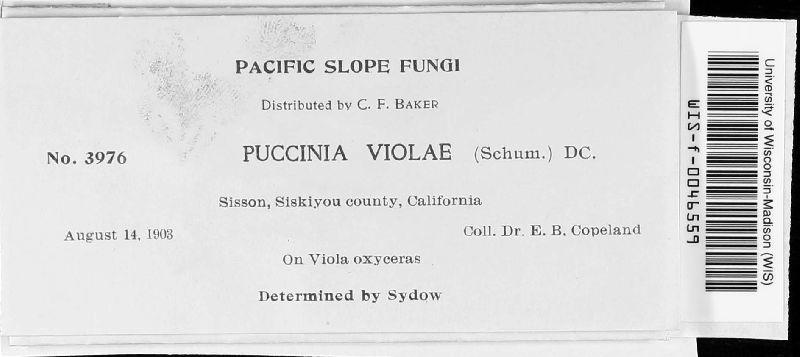 PACIFIC SLOPE FUNGI
Distributed by C. F. BAKER
No. 3976
PUCCINIA VIOLAE (Schum.) DC.
Sisson, Siskiyou county, California
August 14, 1903
Coll. Dr. E. B. Copeland
On Viola oxyceras
Determined by Sydow
University of Wisconsin-Madison (WIS)
WIS-f-0046559